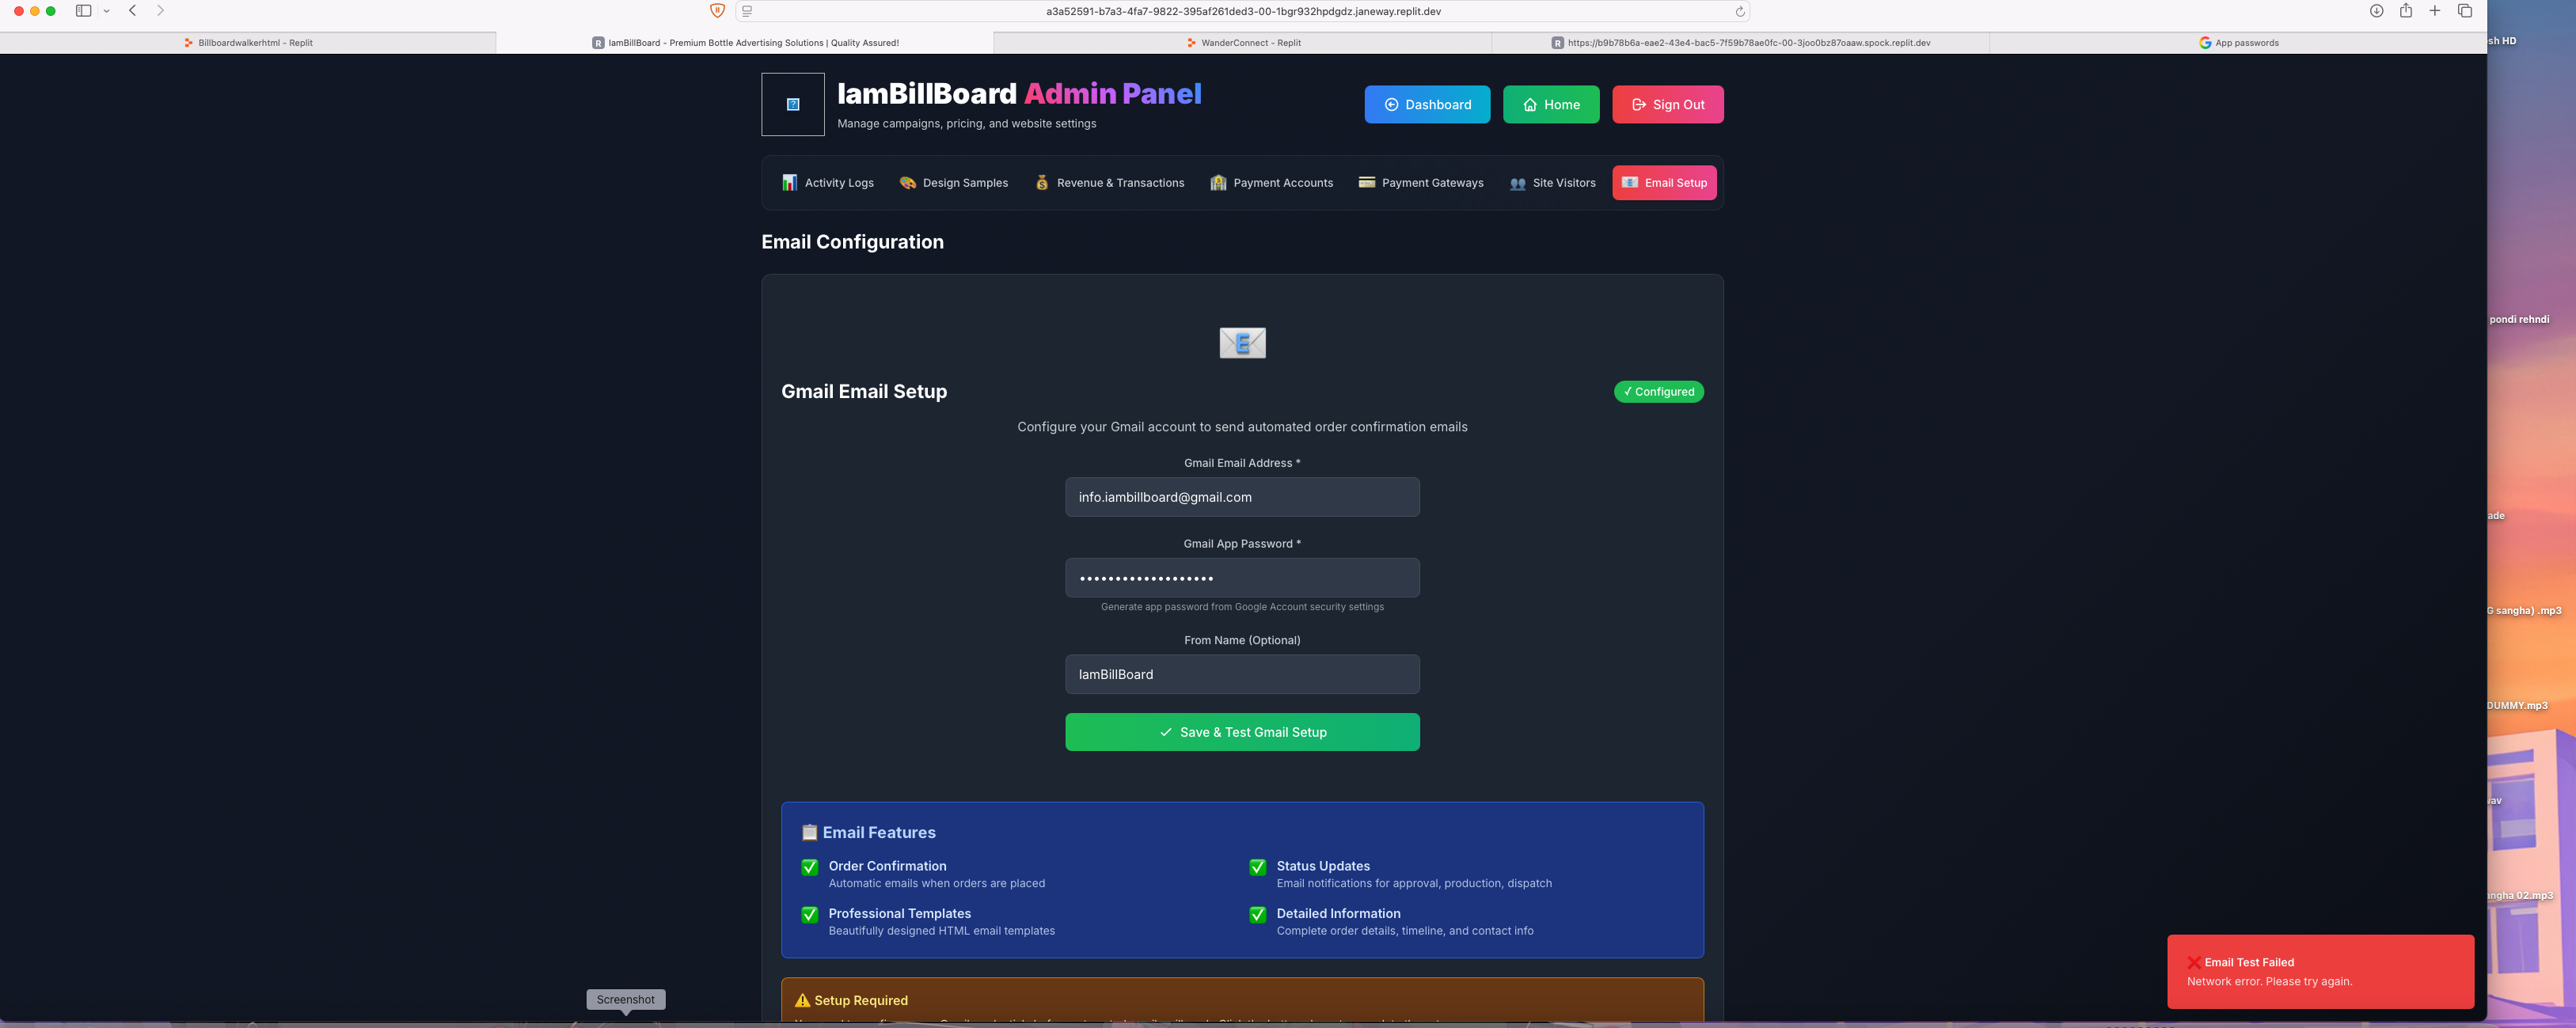 a3a52591-b7a3-4fa7-9822-395af261ded3-00-1bgr932hpdgdz.janeway.replit.dev
Billboardwalkerhtml - Replit
IamBillBoard - Premium Bottle Advertising Solutions | Quality Assured!
WanderConnect - Replit
https://b9b78b6a-eae2-43e4-bac5-7f59b78ae0fc-00-3joo0bz87oaaw.spock.replit.dev
App passwords
IamBillBoard Admin Panel
Manage campaigns, pricing, and website settings
Dashboard
Home
Sign Out
Activity Logs
Design Samples
Revenue & Transactions
Payment Accounts
Payment Gateways
Site Visitors
Email Setup
Email Configuration
Gmail Email Setup
✓ Configured
Configure your Gmail account to send automated order confirmation emails
Gmail Email Address *
info.iambillboard@gmail.com
Gmail App Password *
•••••••••••••••••••
Generate app password from Google Account security settings
From Name (Optional)
IamBillBoard
Save & Test Gmail Setup
Email Features
Order Confirmation
Automatic emails when orders are placed
Status Updates
Email notifications for approval, production, dispatch
Professional Templates
Beautifully designed HTML email templates
Detailed Information
Complete order details, timeline, and contact info
Setup Required
Screenshot
Email Test Failed
Network error. Please try again.
sh HD
pondi rehndi
ade
G sangha) .mp3
DUMMY.mp3
wav
angha 02.mp3